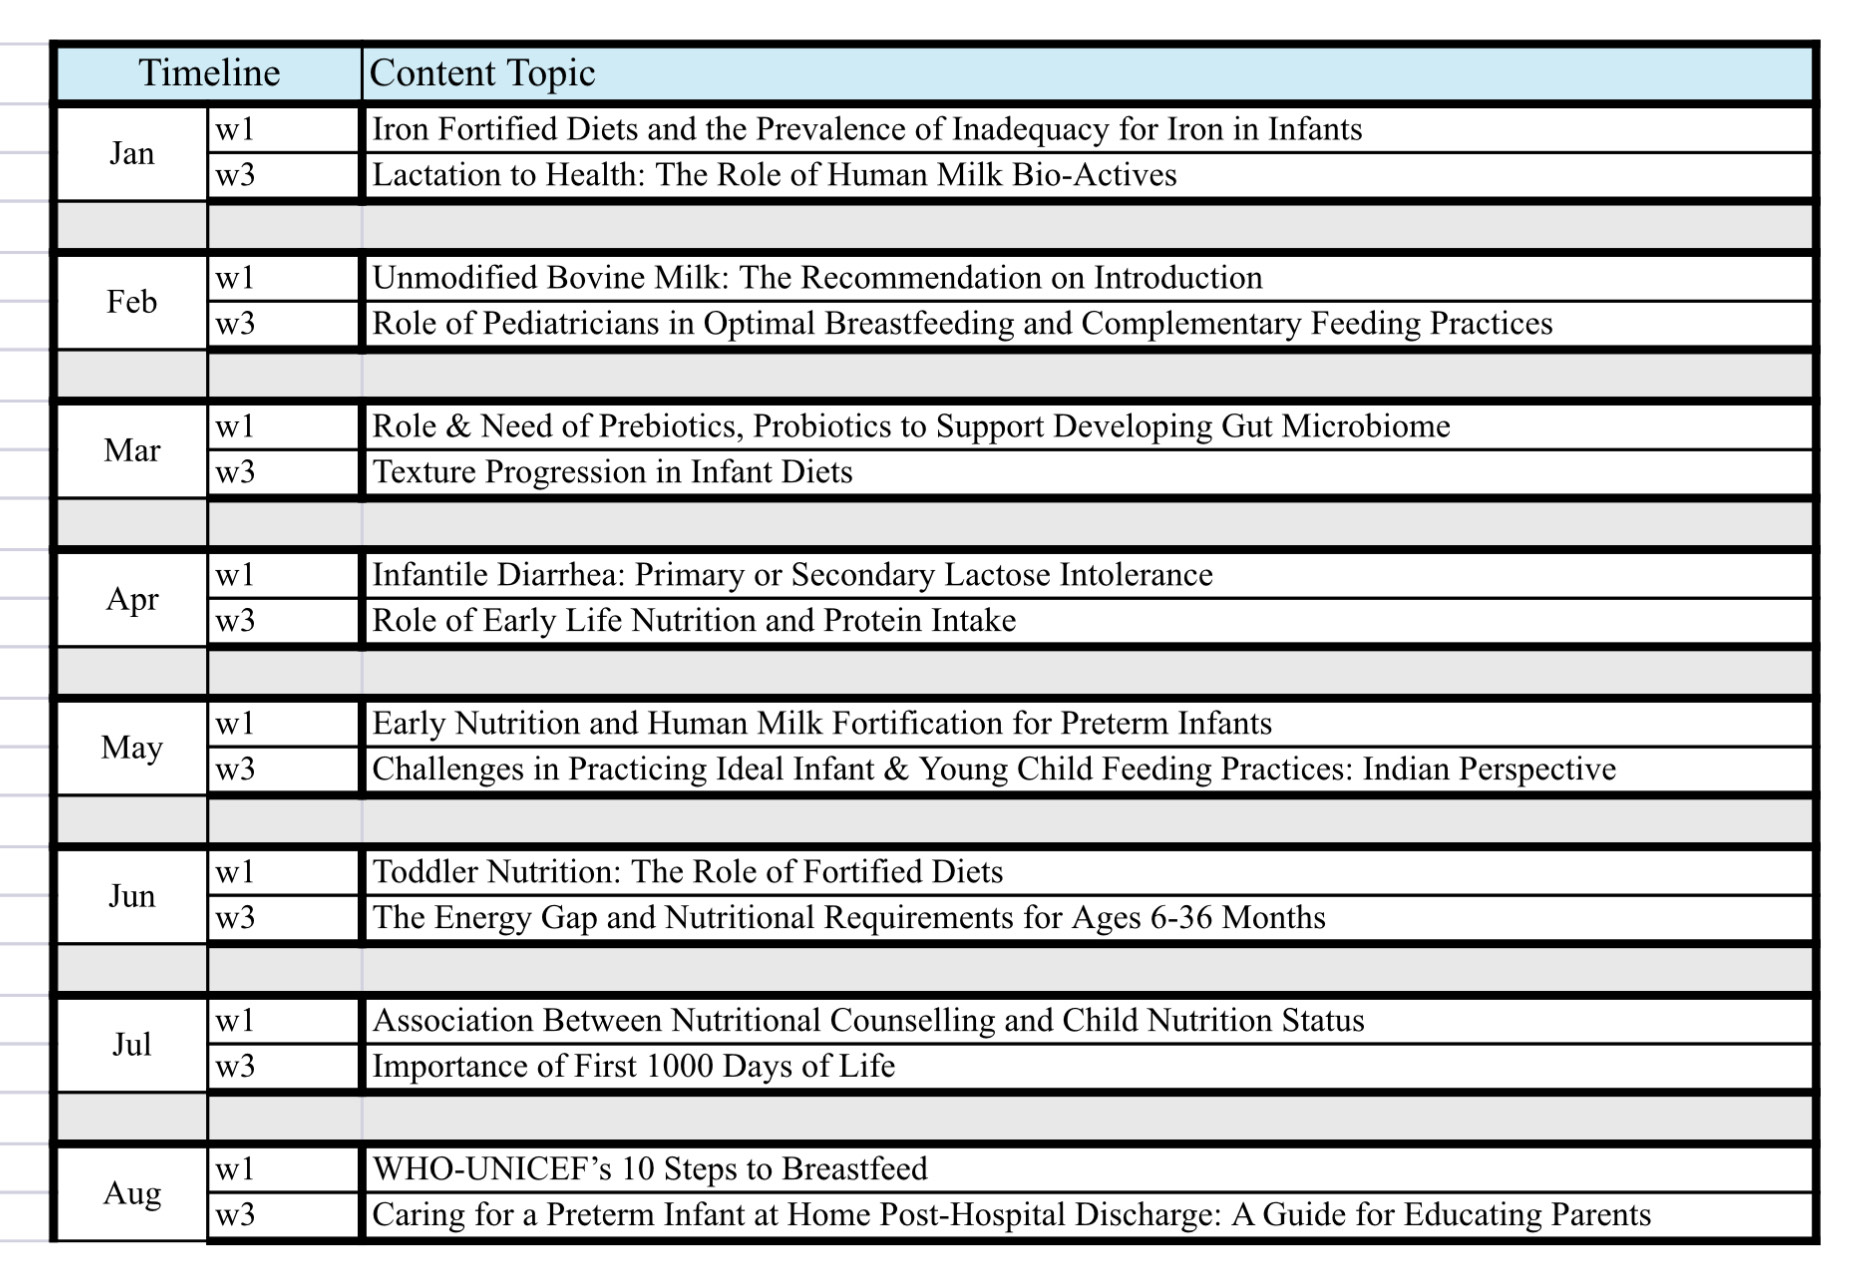 Timeline Content Topic
Jan
w1 Iron Fortified Diets and the Prevalence of Inadequacy for Iron in Infants
w3 Lactation to Health: The Role of Human Milk Bio-Actives
Feb
w1 Unmodified Bovine Milk: The Recommendation on Introduction
w3 Role of Pediatricians in Optimal Breastfeeding and Complementary Feeding Practices
Mar
w1 Role & Need of Prebiotics, Probiotics to Support Developing Gut Microbiome
w3 Texture Progression in Infant Diets
Apr
w1 Infantile Diarrhea: Primary or Secondary Lactose Intolerance
w3 Role of Early Life Nutrition and Protein Intake
May
w1 Early Nutrition and Human Milk Fortification for Preterm Infants
w3 Challenges in Practicing Ideal Infant & Young Child Feeding Practices: Indian Perspective
Jun
w1 Toddler Nutrition: The Role of Fortified Diets
w3 The Energy Gap and Nutritional Requirements for Ages 6-36 Months
Jul
w1 Association Between Nutritional Counselling and Child Nutrition Status
w3 Importance of First 1000 Days of Life
Aug
w1 WHO-UNICEF’s 10 Steps to Breastfeed
w3 Caring for a Preterm Infant at Home Post-Hospital Discharge: A Guide for Educating Parents